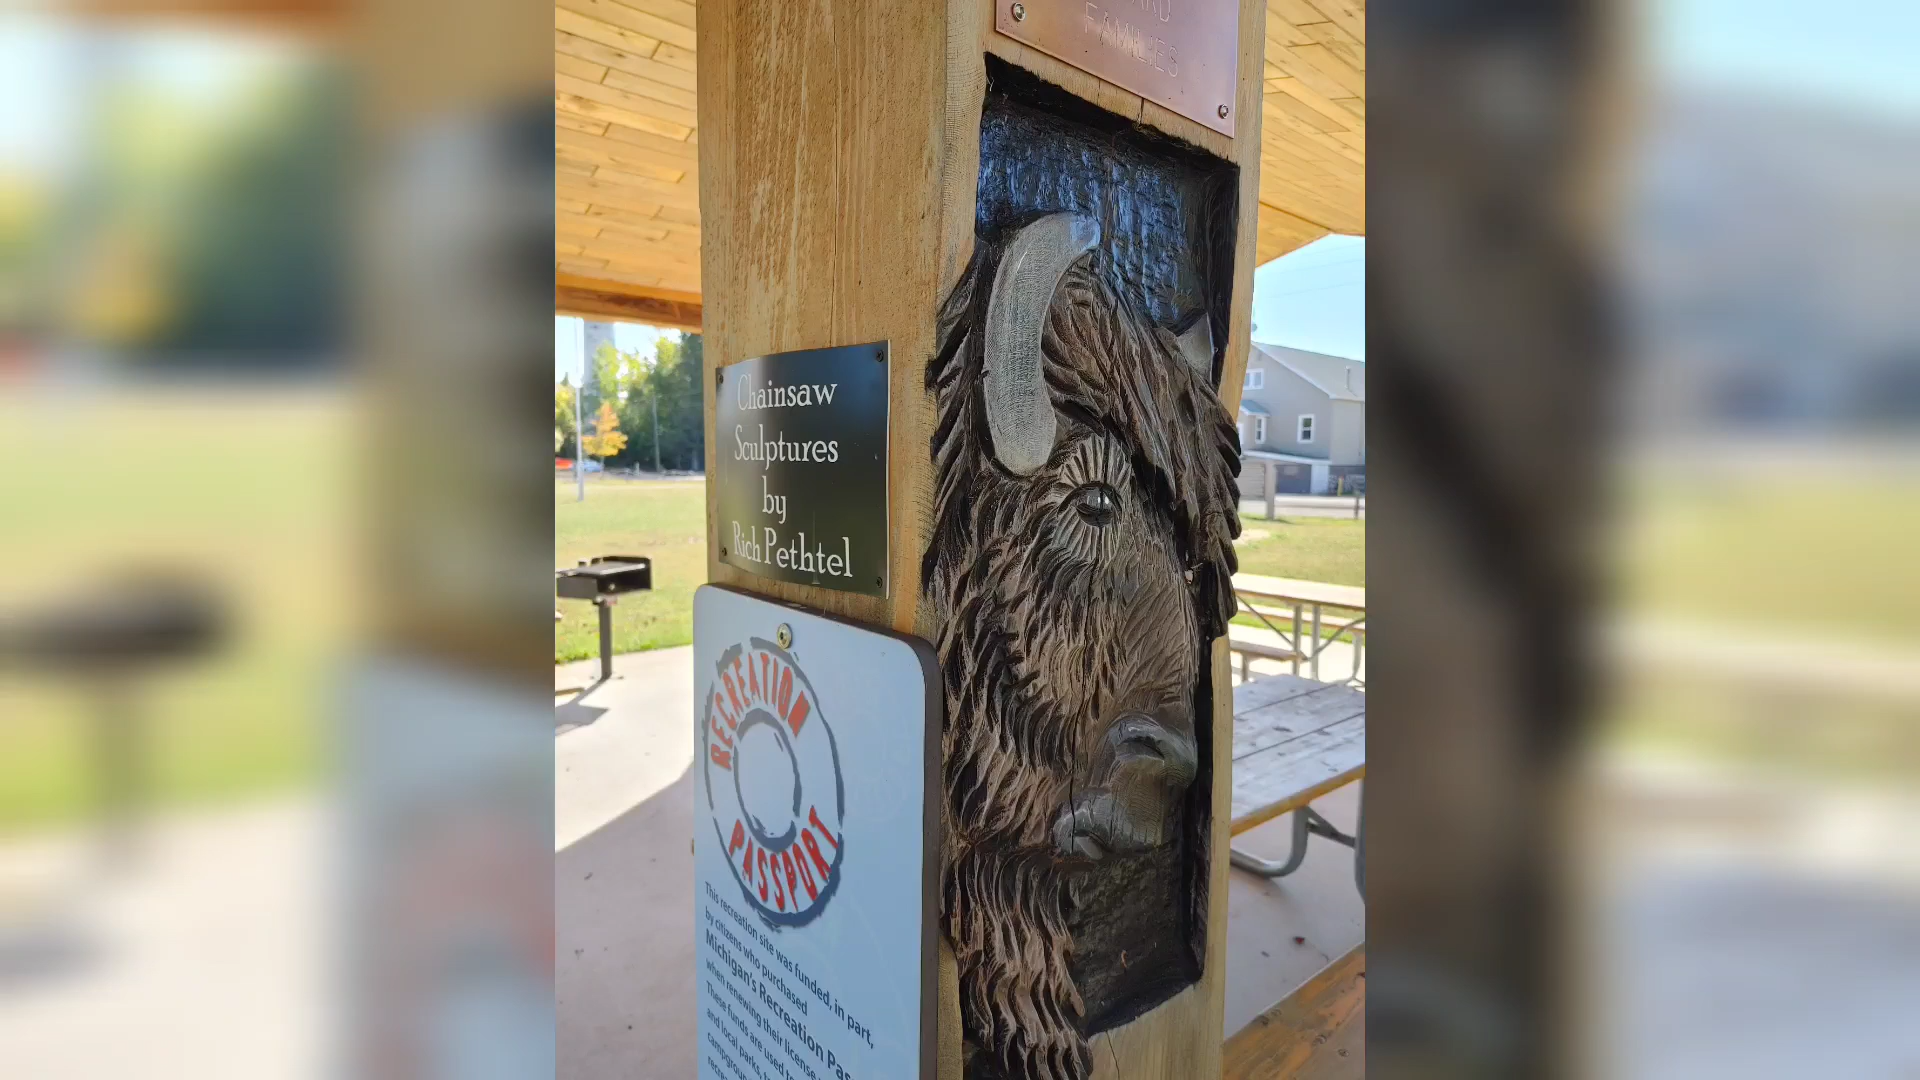 FAMILIES
Chainsaw
Sculptures
by
Rich Pethtel
RECREATION
PASSPORT
This recreation site was funded, in part,
by citizens who purchased
Michigan's Recreation Pas
when renewing their license
These funds are used to
and local parks,